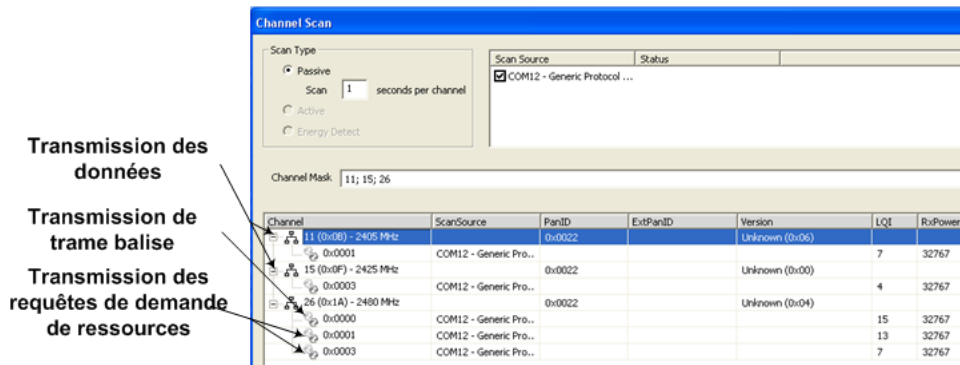 Channel Scan
Scan Type
Passive
Scan 1 seconds per channel
Active
Energy Detect
Scan Source Status
COM12 - Generic Protocol ...
Transmission des
données
Transmission de
trame balise
Transmission des
requêtes de demande
de ressources
Channel Mask 11; 15; 26
Channel ScanSource PanID ExtPanID Version LQI RxPower
11 (0x0B) - 2405 MHz 0x0022 Unknown (0x06)
0x0001 COM12 - Generic Pro... 7 32767
15 (0x0F) - 2425 MHz 0x0022 Unknown (0x00)
0x0003 COM12 - Generic Pro... 4 32767
26 (0x1A) - 2480 MHz 0x0022 Unknown (0x04)
0x0000 COM12 - Generic Pro... 15 32767
0x0001 COM12 - Generic Pro... 13 32767
0x0003 COM12 - Generic Pro... 7 32767